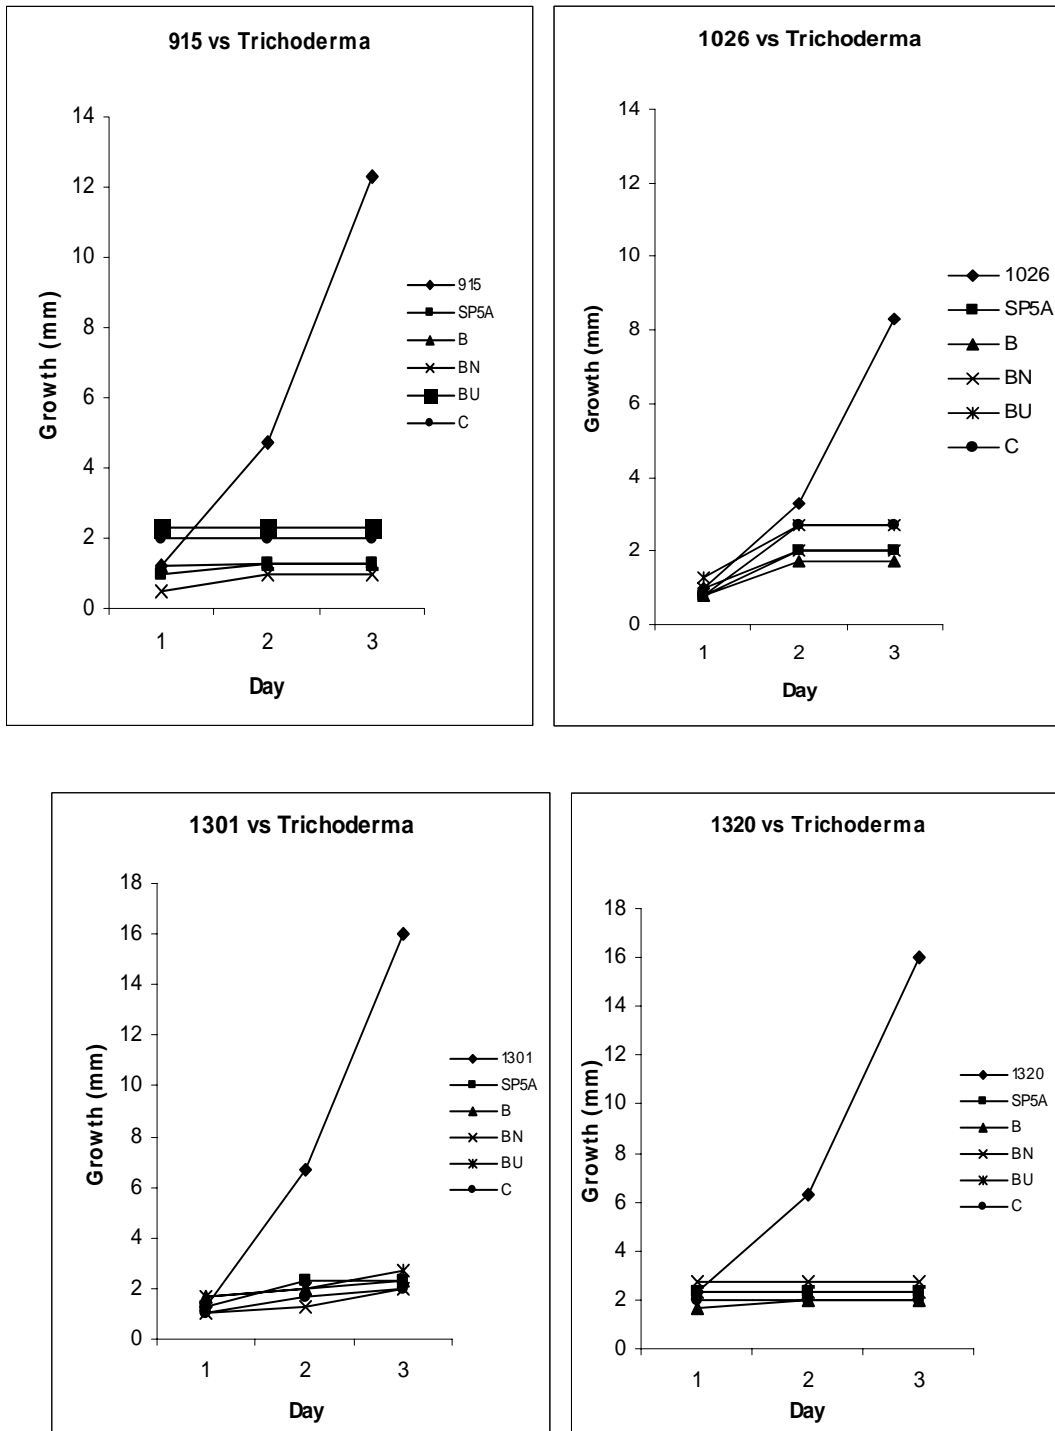 915 vs Trichoderma
14
12
10
8
6
4
2
0
1 2 3
Growth (mm)
Day
915
SP5A
B
BN
BU
C
1026 vs Trichoderma
14
12
10
8
6
4
2
0
1 2 3
Growth (mm)
Day
1026
SP5A
B
BN
BU
C
1301 vs Trichoderma
18
16
14
12
10
8
6
4
2
0
1 2 3
Growth (mm)
Day
1301
SP5A
B
BN
BU
C
1320 vs Trichoderma
18
16
14
12
10
8
6
4
2
0
1 2 3
Growth (mm)
Day
1320
SP5A
B
BN
BU
C